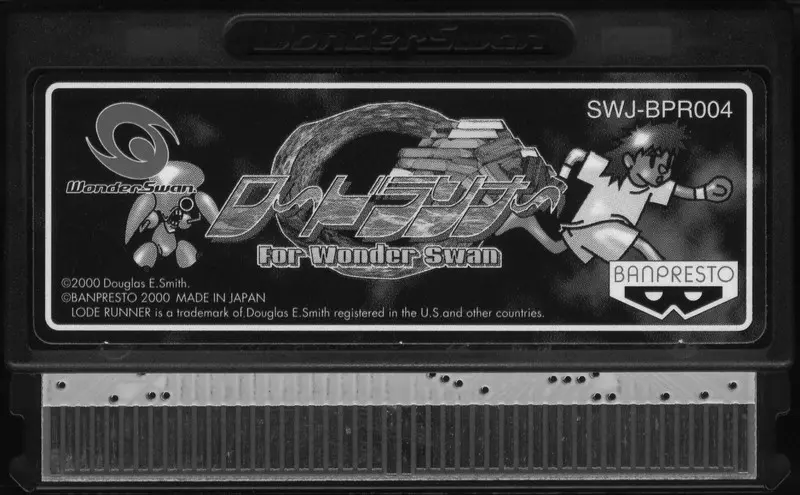 WonderSwan
SWJ-BPR004
WonderSwan
ロードランナー
For Wonder Swan
©2000 Douglas E.Smith.
©BANPRESTO 2000 MADE IN JAPAN
LODE RUNNER is a trademark of Douglas E.Smith registered in the U.S.and other countries.
BANPRESTO